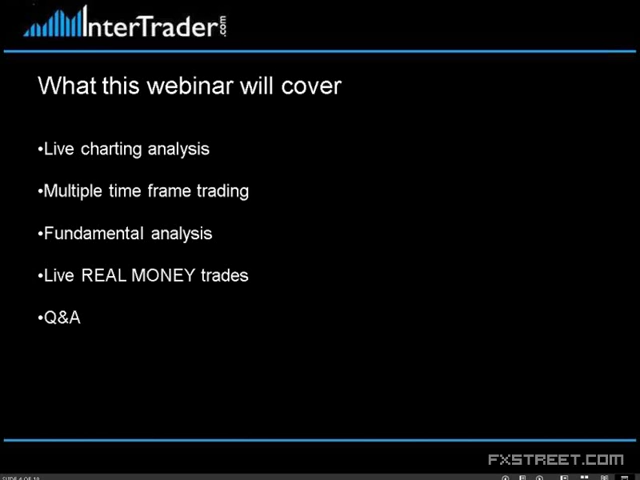 InterTrader.com
What this webinar will cover
•Live charting analysis
•Multiple time frame trading
•Fundamental analysis
•Live REAL MONEY trades
•Q&A
FXSTREET.COM